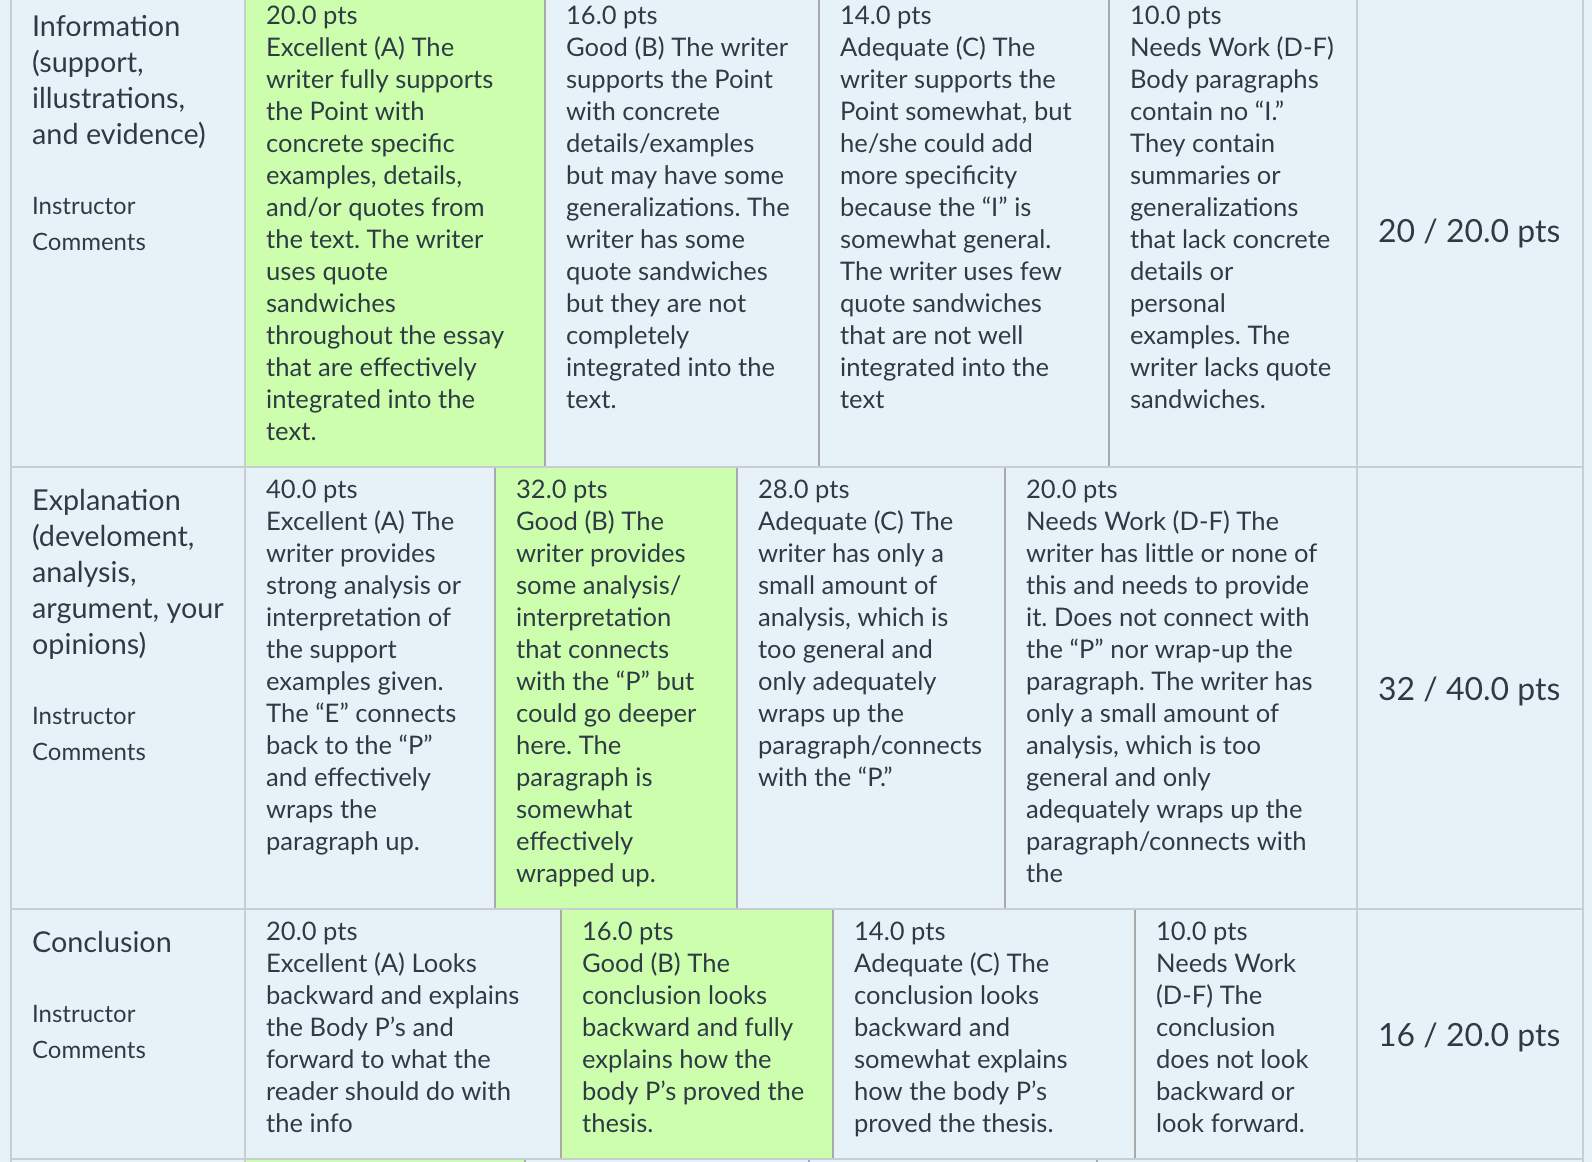 Information
(support,
illustrations,
and evidence)
Instructor
Comments
20.0 pts
Excellent (A) The
writer fully supports
the Point with
concrete specific
examples, details,
and/or quotes from
the text. The writer
uses quote
sandwiches
throughout the essay
that are effectively
integrated into the
text.
16.0 pts
Good (B) The writer
supports the Point
with concrete
details/examples
but may have some
generalizations. The
writer has some
quote sandwiches
but they are not
completely
integrated into the
text.
14.0 pts
Adequate (C) The
writer supports the
Point somewhat, but
he/she could add
more specificity
because the “I” is
somewhat general.
The writer uses few
quote sandwiches
that are not well
integrated into the
text
10.0 pts
Needs Work (D-F)
Body paragraphs
contain no “I.”
They contain
summaries or
generalizations
that lack concrete
details or
personal
examples. The
writer lacks quote
sandwiches.
20 / 20.0 pts
Explanation
(develoment,
analysis,
argument, your
opinions)
Instructor
Comments
40.0 pts
Excellent (A) The
writer provides
strong analysis or
interpretation of
the support
examples given.
The “E” connects
back to the “P”
and effectively
wraps the
paragraph up.
32.0 pts
Good (B) The
writer provides
some analysis/
interpretation
that connects
with the “P” but
could go deeper
here. The
paragraph is
somewhat
effectively
wrapped up.
28.0 pts
Adequate (C) The
writer has only a
small amount of
analysis, which is
too general and
only adequately
wraps up the
paragraph/connects
with the “P.”
20.0 pts
Needs Work (D-F) The
writer has little or none of
this and needs to provide
it. Does not connect with
the “P” nor wrap-up the
paragraph. The writer has
only a small amount of
analysis, which is too
general and only
adequately wraps up the
paragraph/connects with
the
32 / 40.0 pts
Conclusion
Instructor
Comments
20.0 pts
Excellent (A) Looks
backward and explains
the Body P’s and
forward to what the
reader should do with
the info
16.0 pts
Good (B) The
conclusion looks
backward and fully
explains how the
body P’s proved the
thesis.
14.0 pts
Adequate (C) The
conclusion looks
backward and
somewhat explains
how the body P’s
proved the thesis.
10.0 pts
Needs Work
(D-F) The
conclusion
does not look
backward or
look forward.
16 / 20.0 pts